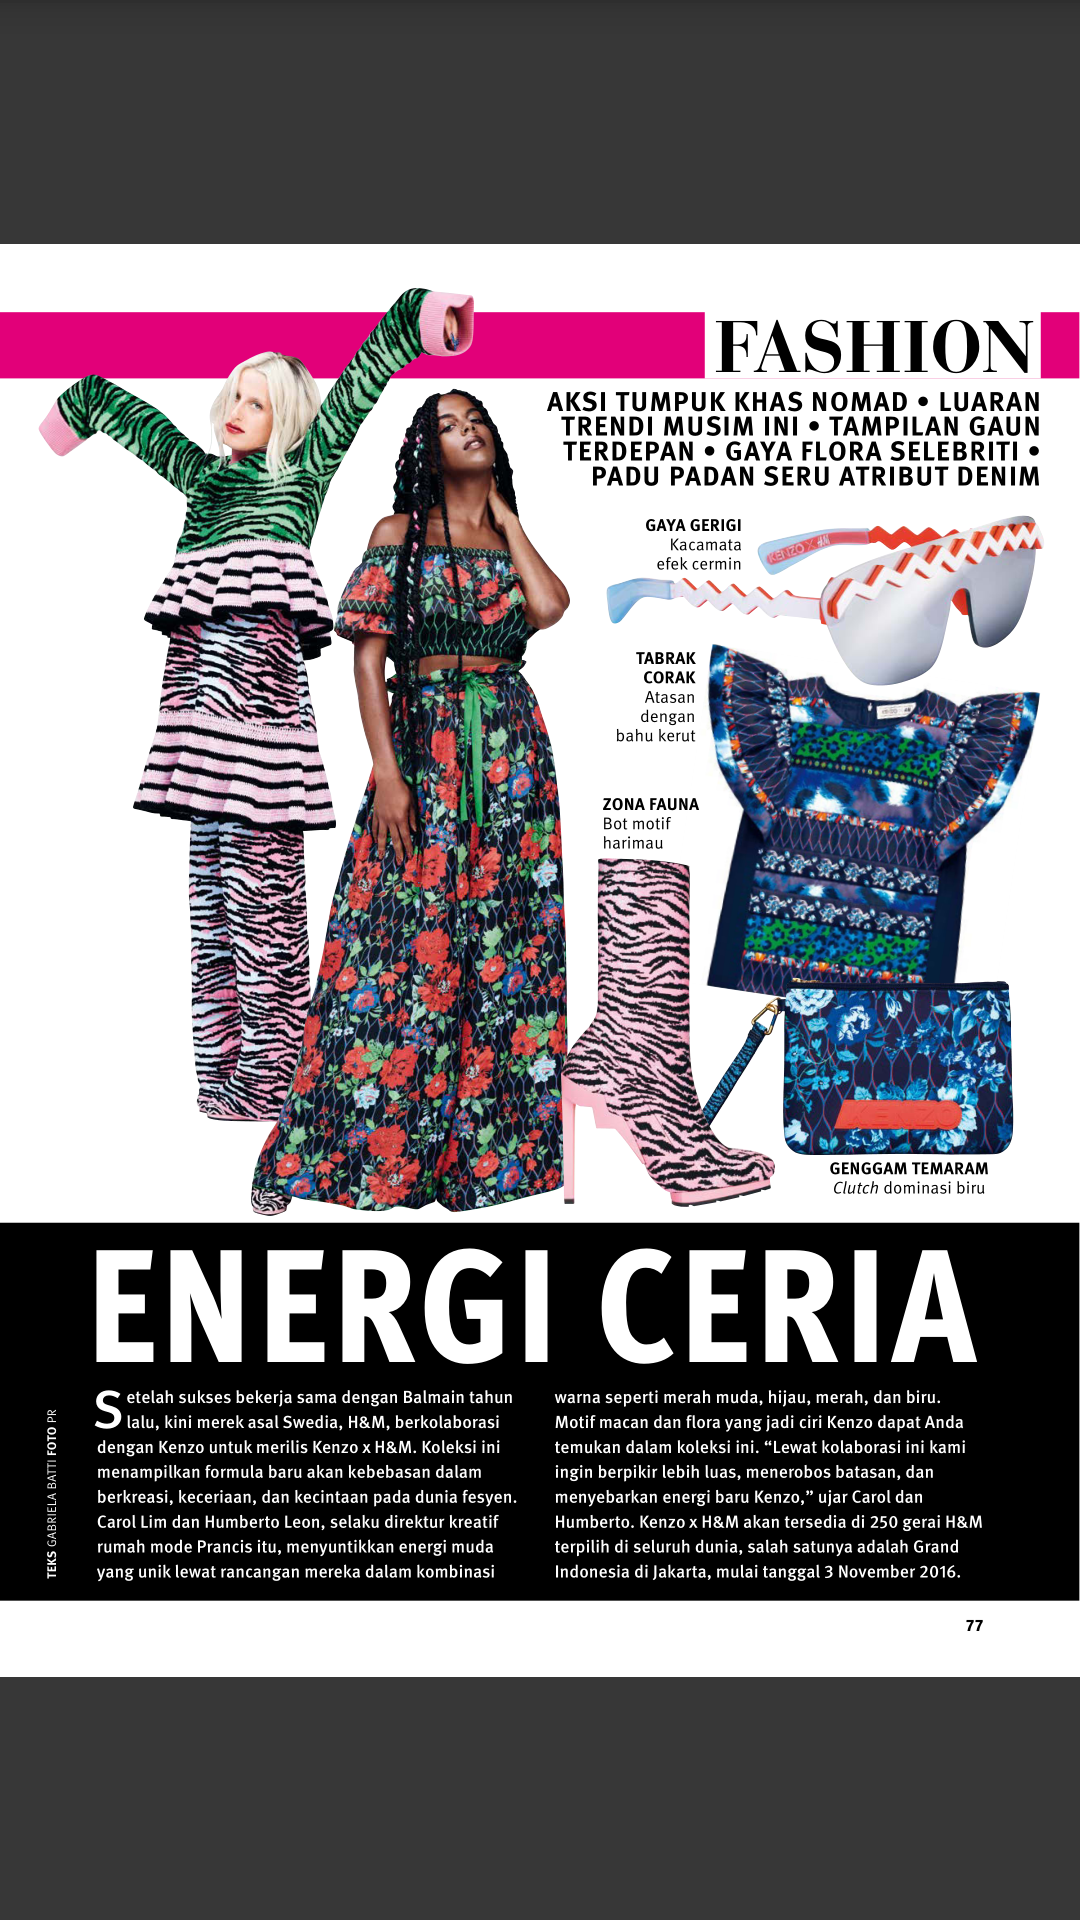 FASHION
AKSI TUMPUK KHAS NOMAD • LUARAN
TRENDI MUSIM INI • TAMPILAN GAUN
TERDEPAN • GAYA FLORA SELEBRITI •
PADU PADAN SERU ATRIBUT DENIM
GAYA GERIGI
Kacamata
efek cermin
KENZO X H&M
TABRAK
CORAK
Atasan
dengan
bahu kerut
ZONA FAUNA
Bot motif
harimau
KENZO
GENGGAM TEMARAM
Clutch dominasi biru
ENERGI CERIA
Setelah sukses bekerja sama dengan Balmain tahun
lalu, kini merek asal Swedia, H&M, berkolaborasi
dengan Kenzo untuk merilis Kenzo x H&M. Koleksi ini
menampilkan formula baru akan kebebasan dalam
berkreasi, keceriaan, dan kecintaan pada dunia fesyen.
Carol Lim dan Humberto Leon, selaku direktur kreatif
rumah mode Prancis itu, menyuntikkan energi muda
yang unik lewat rancangan mereka dalam kombinasi
warna seperti merah muda, hijau, merah, dan biru.
Motif macan dan flora yang jadi ciri Kenzo dapat Anda
temukan dalam koleksi ini. “Lewat kolaborasi ini kami
ingin berpikir lebih luas, menerobos batasan, dan
menyebarkan energi baru Kenzo,” ujar Carol dan
Humberto. Kenzo x H&M akan tersedia di 250 gerai H&M
terpilih di seluruh dunia, salah satunya adalah Grand
Indonesia di Jakarta, mulai tanggal 3 November 2016.
TEKS GABRIELA BATTI FOTO PR
77